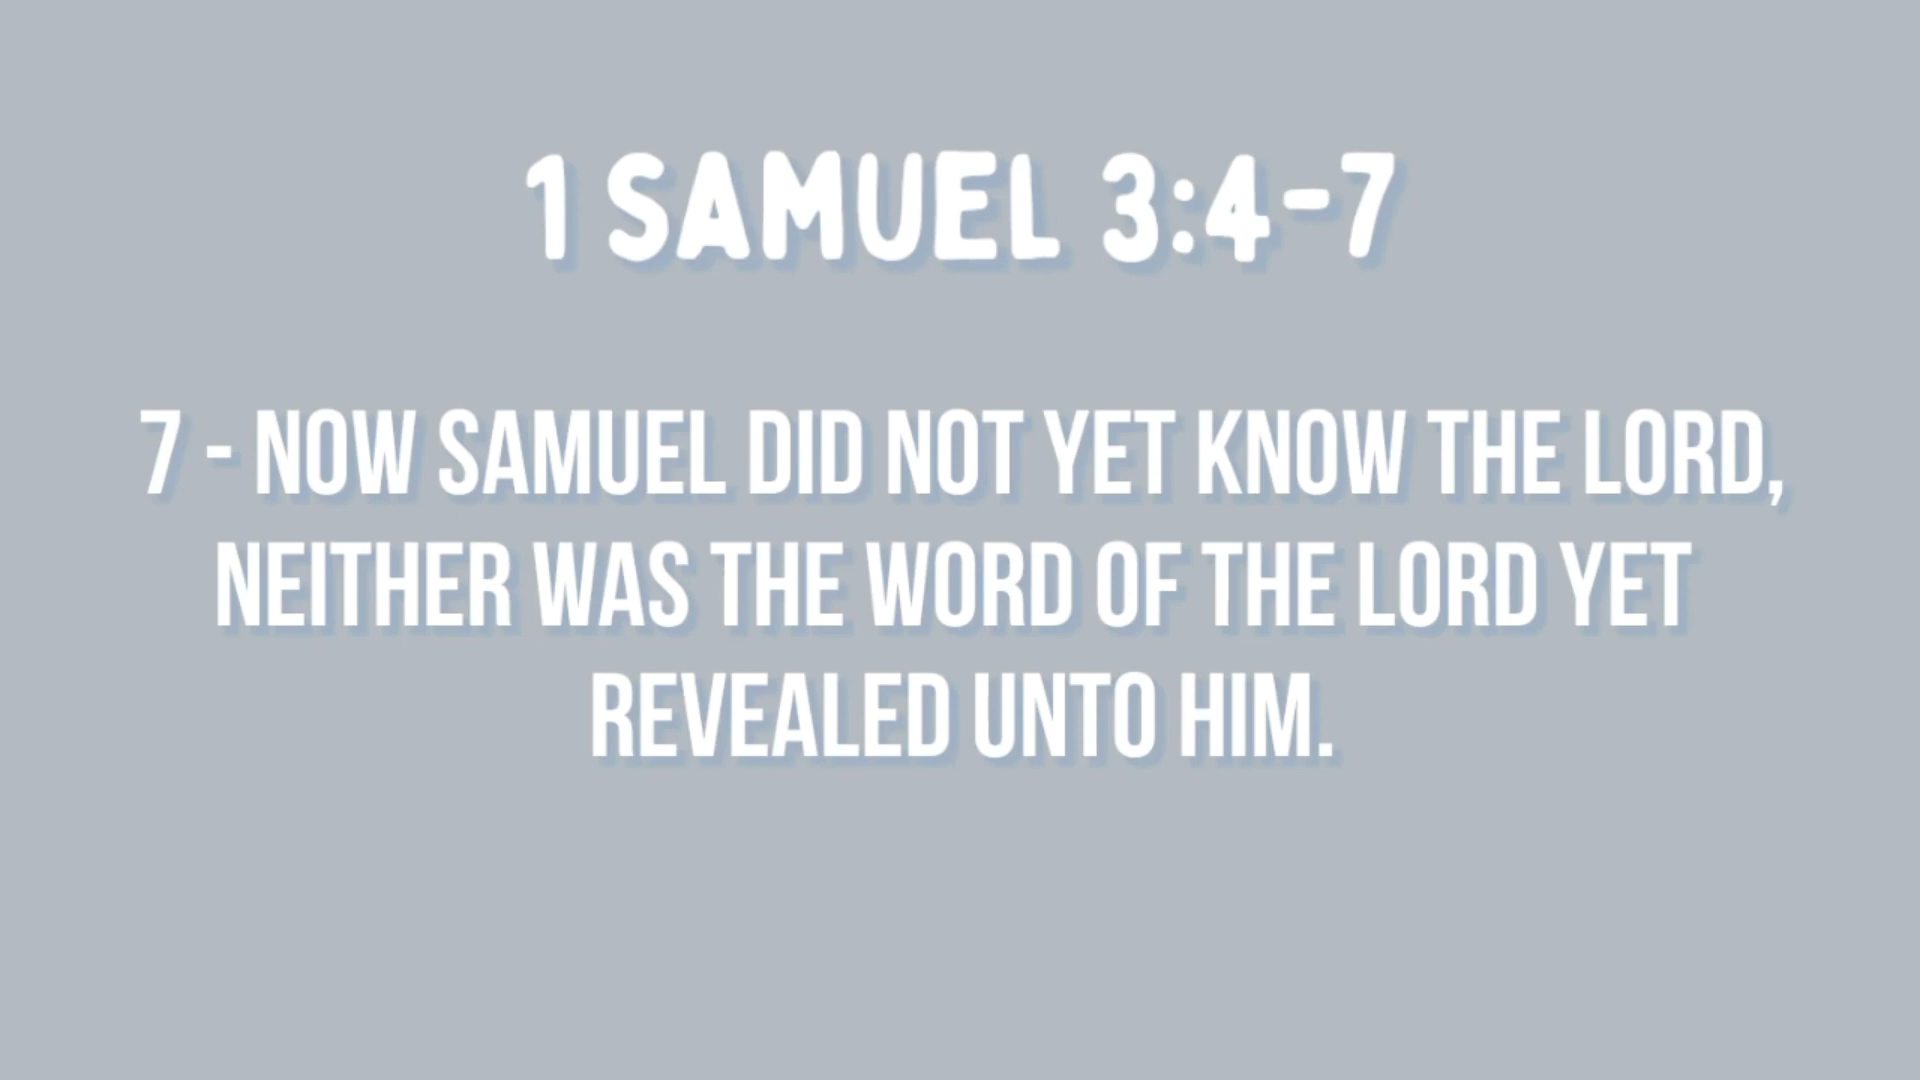 1 SAMUEL 3:4-7
7 - NOW SAMUEL DID NOT YET KNOW THE LORD,
NEITHER WAS THE WORD OF THE LORD YET
REVEALED UNTO HIM.